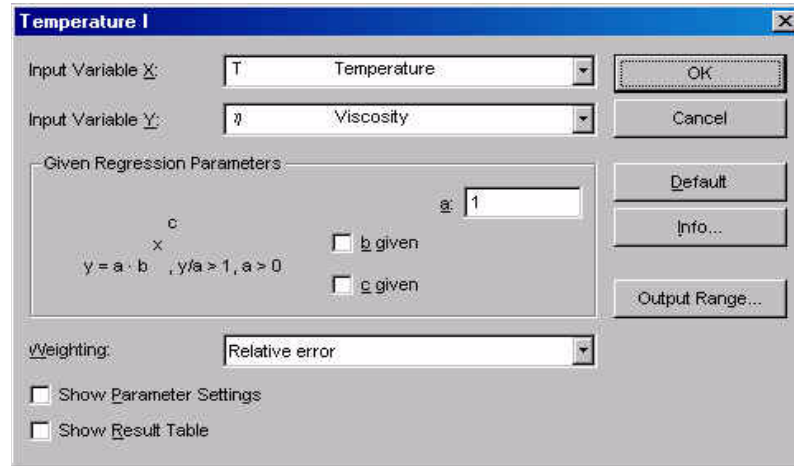 Temperature I
Input Variable X: T Temperature
OK
Input Variable Y: η Viscosity
Cancel
Given Regression Parameters
a: 1
Default
c
x
y = a · b , y/a > 1, a > 0
b given
Info...
c given
Output Range...
Weighting: Relative error
Show Parameter Settings
Show Result Table